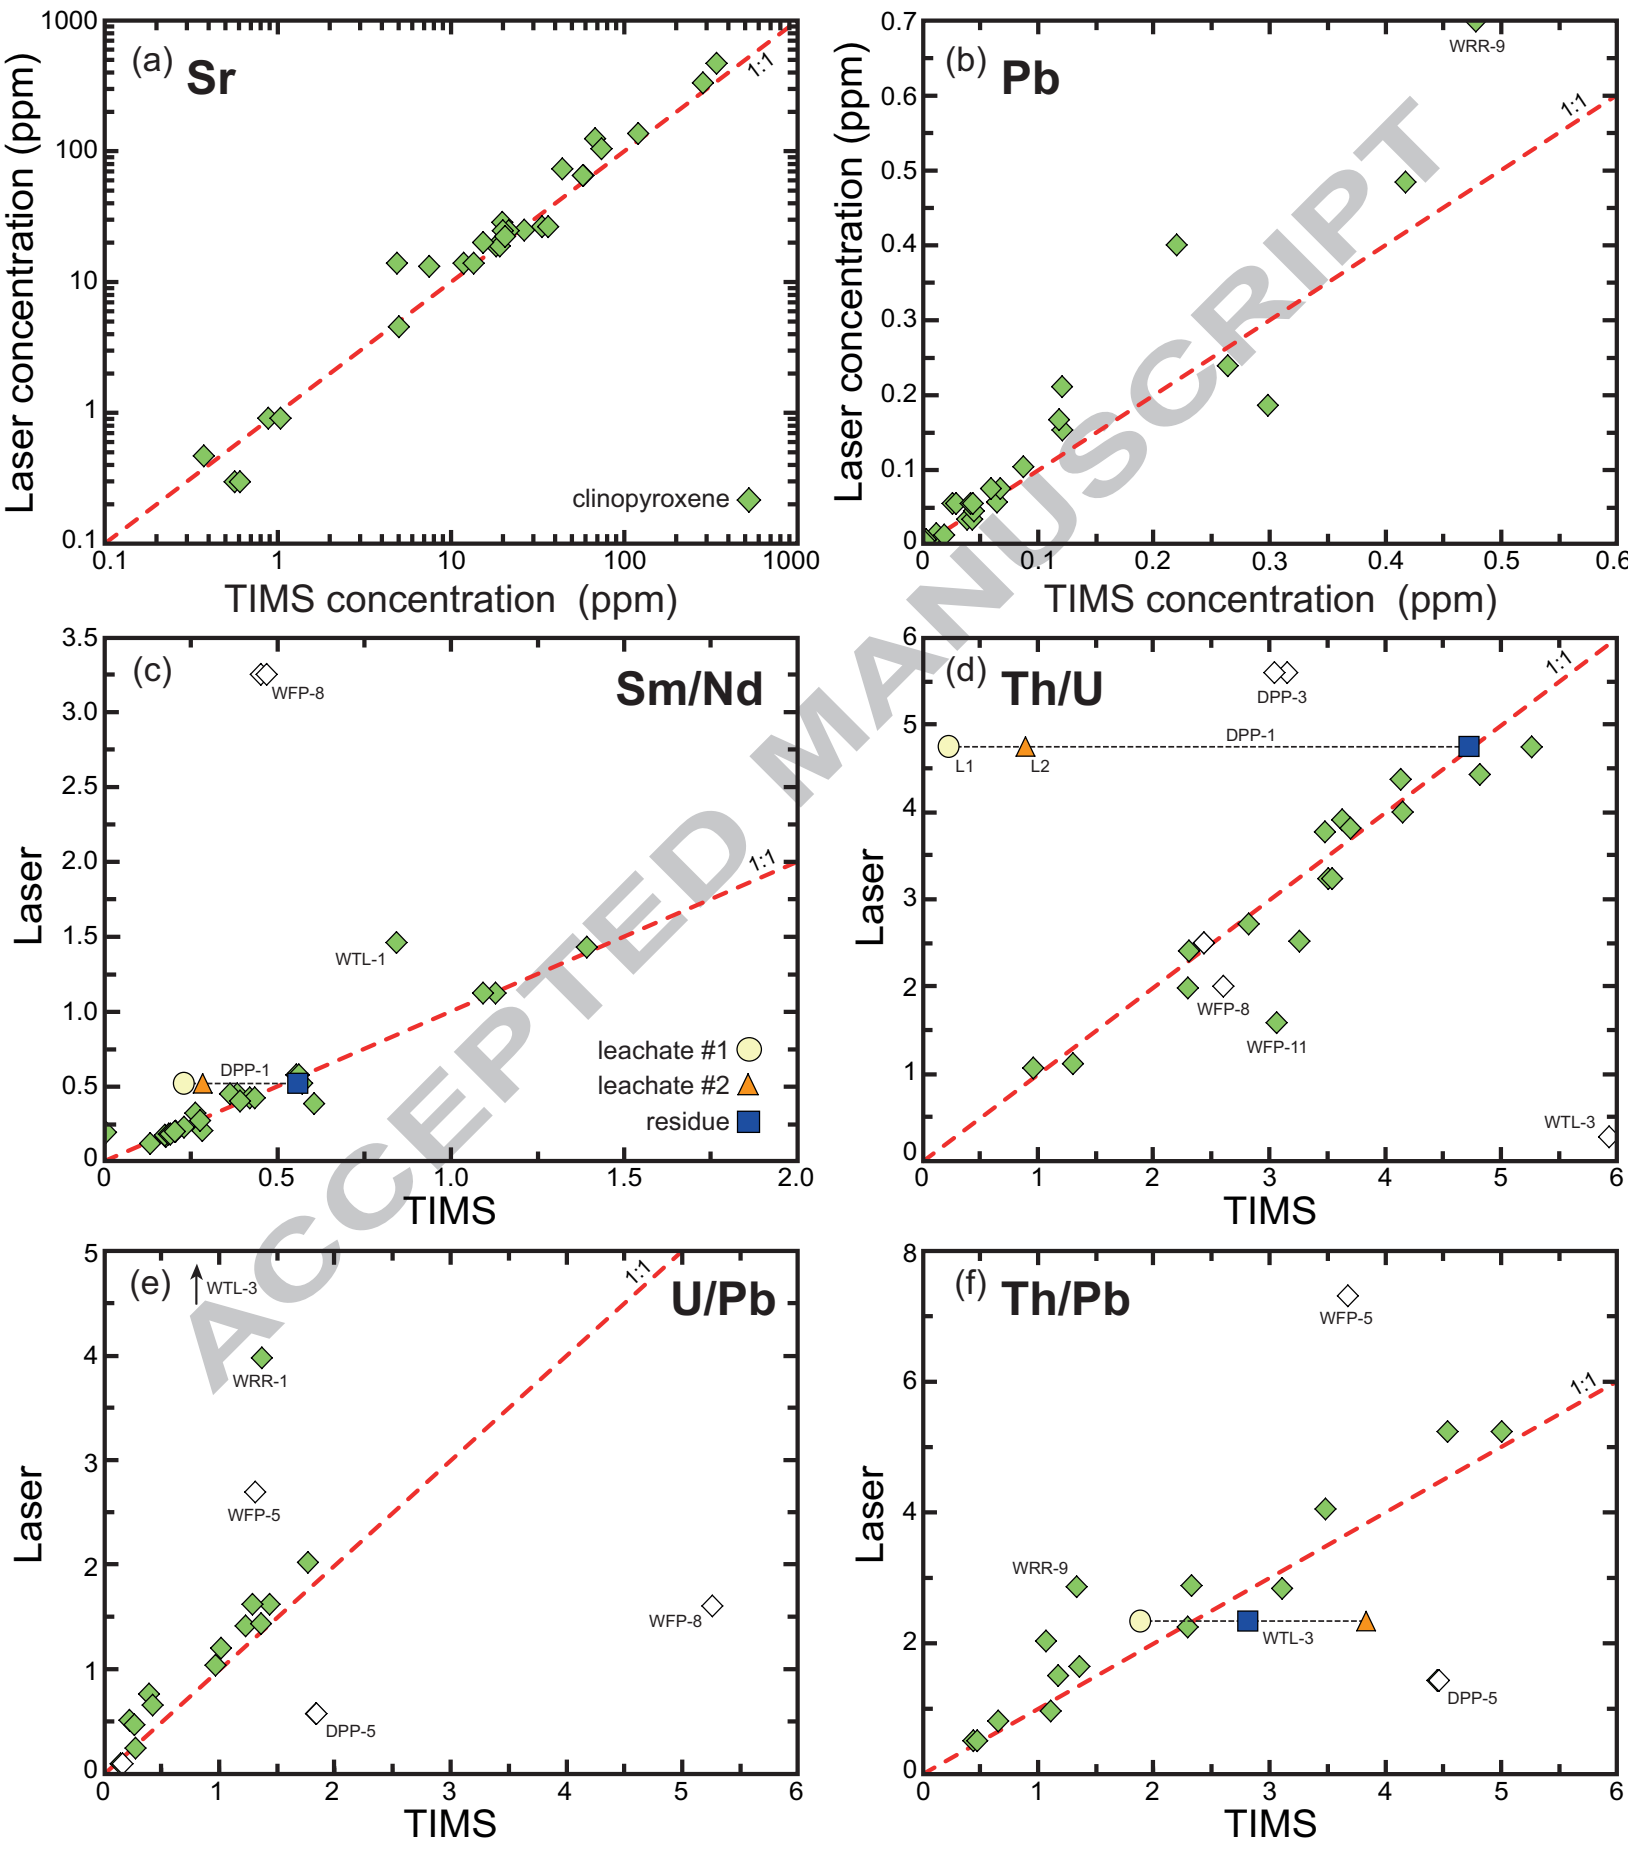 (a) Sr
1:1
clinopyroxene
1000
100
10
1
0.1
0.1 1 10 100 1000
Laser concentration (ppm)
TIMS concentration (ppm)
(b) Pb
WRR-9
1:1
0.7
0.6
0.5
0.4
0.3
0.2
0.1
0
0 0.1 0.2 0.3 0.4 0.5 0.6
Laser concentration (ppm)
TIMS concentration (ppm)
(c) Sm/Nd
WFP-8
1:1
WTL-1
DPP-1
leachate #1
leachate #2
residue
3.5
3.0
2.5
2.0
1.5
1.0
0.5
0
0 0.5 1.0 1.5 2.0
Laser
TIMS
(d) Th/U
1:1
DPP-3
DPP-1
L1 L2
WFP-8
WFP-11
WTL-3
6
5
4
3
2
1
0
0 1 2 3 4 5 6
Laser
TIMS
(e) U/Pb
1:1
WTL-3
WRR-1
WFP-5
WFP-8
DPP-5
5
4
3
2
1
0
0 1 2 3 4 5 6
Laser
TIMS
(f) Th/Pb
WFP-5
1:1
WRR-9
WTL-3
DPP-5
8
6
4
2
0
0 1 2 3 4 5 6
Laser
TIMS
ACCEPTED MANUSCRIPT